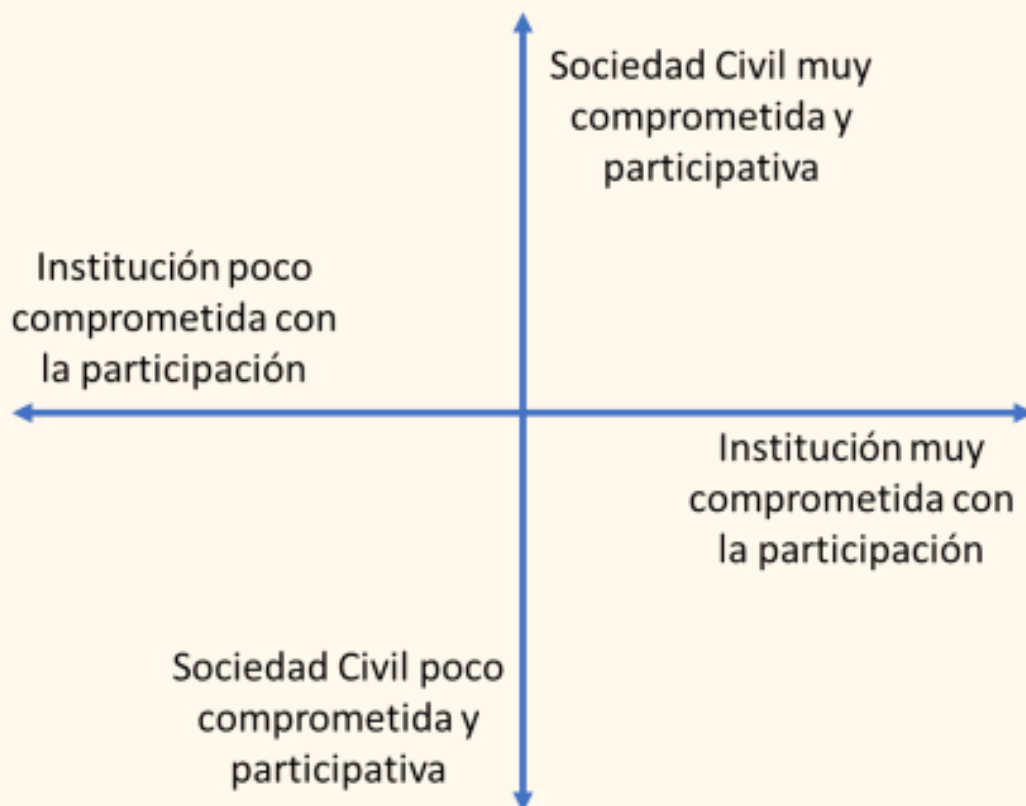 Sociedad Civil muy
comprometida y
participativa
Institución poco
comprometida con
la participación
Institución muy
comprometida con
la participación
Sociedad Civil poco
comprometida y
participativa